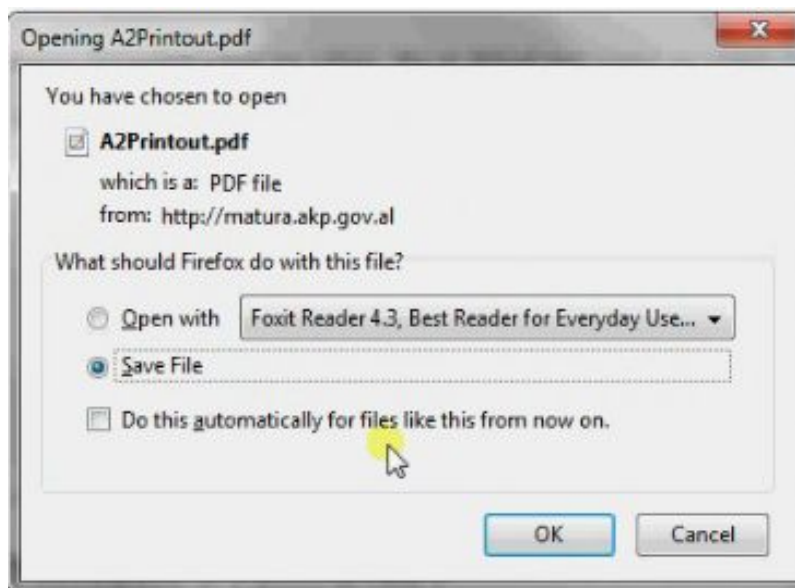 Opening A2Printout.pdf
X
You have chosen to open
A2Printout.pdf
which is a: PDF file
from: http://matura.akp.gov.al
What should Firefox do with this file?
Open with Foxit Reader 4.3, Best Reader for Everyday Use...
Save File
Do this automatically for files like this from now on.
OK Cancel